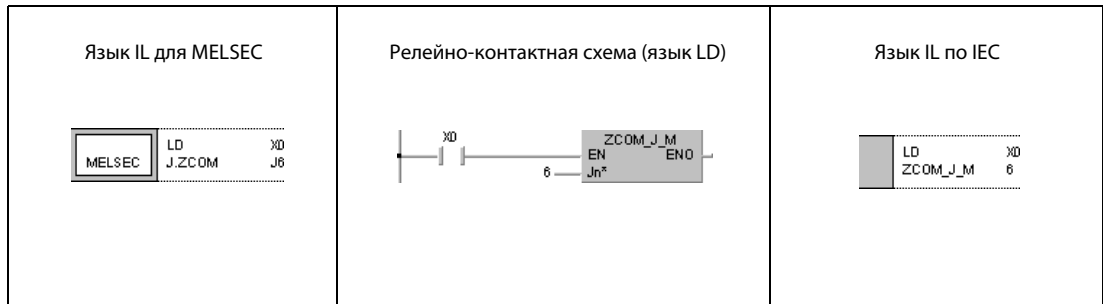 Язык IL для MELSEC
Релейно-контактная схема (язык LD)
Язык IL по IEC
MELSEC
LD X0
J.ZCOM J6
X0
ZCOM_J_M
EN ENO
6 Jn*
LD X0
ZCOM_J_M 6